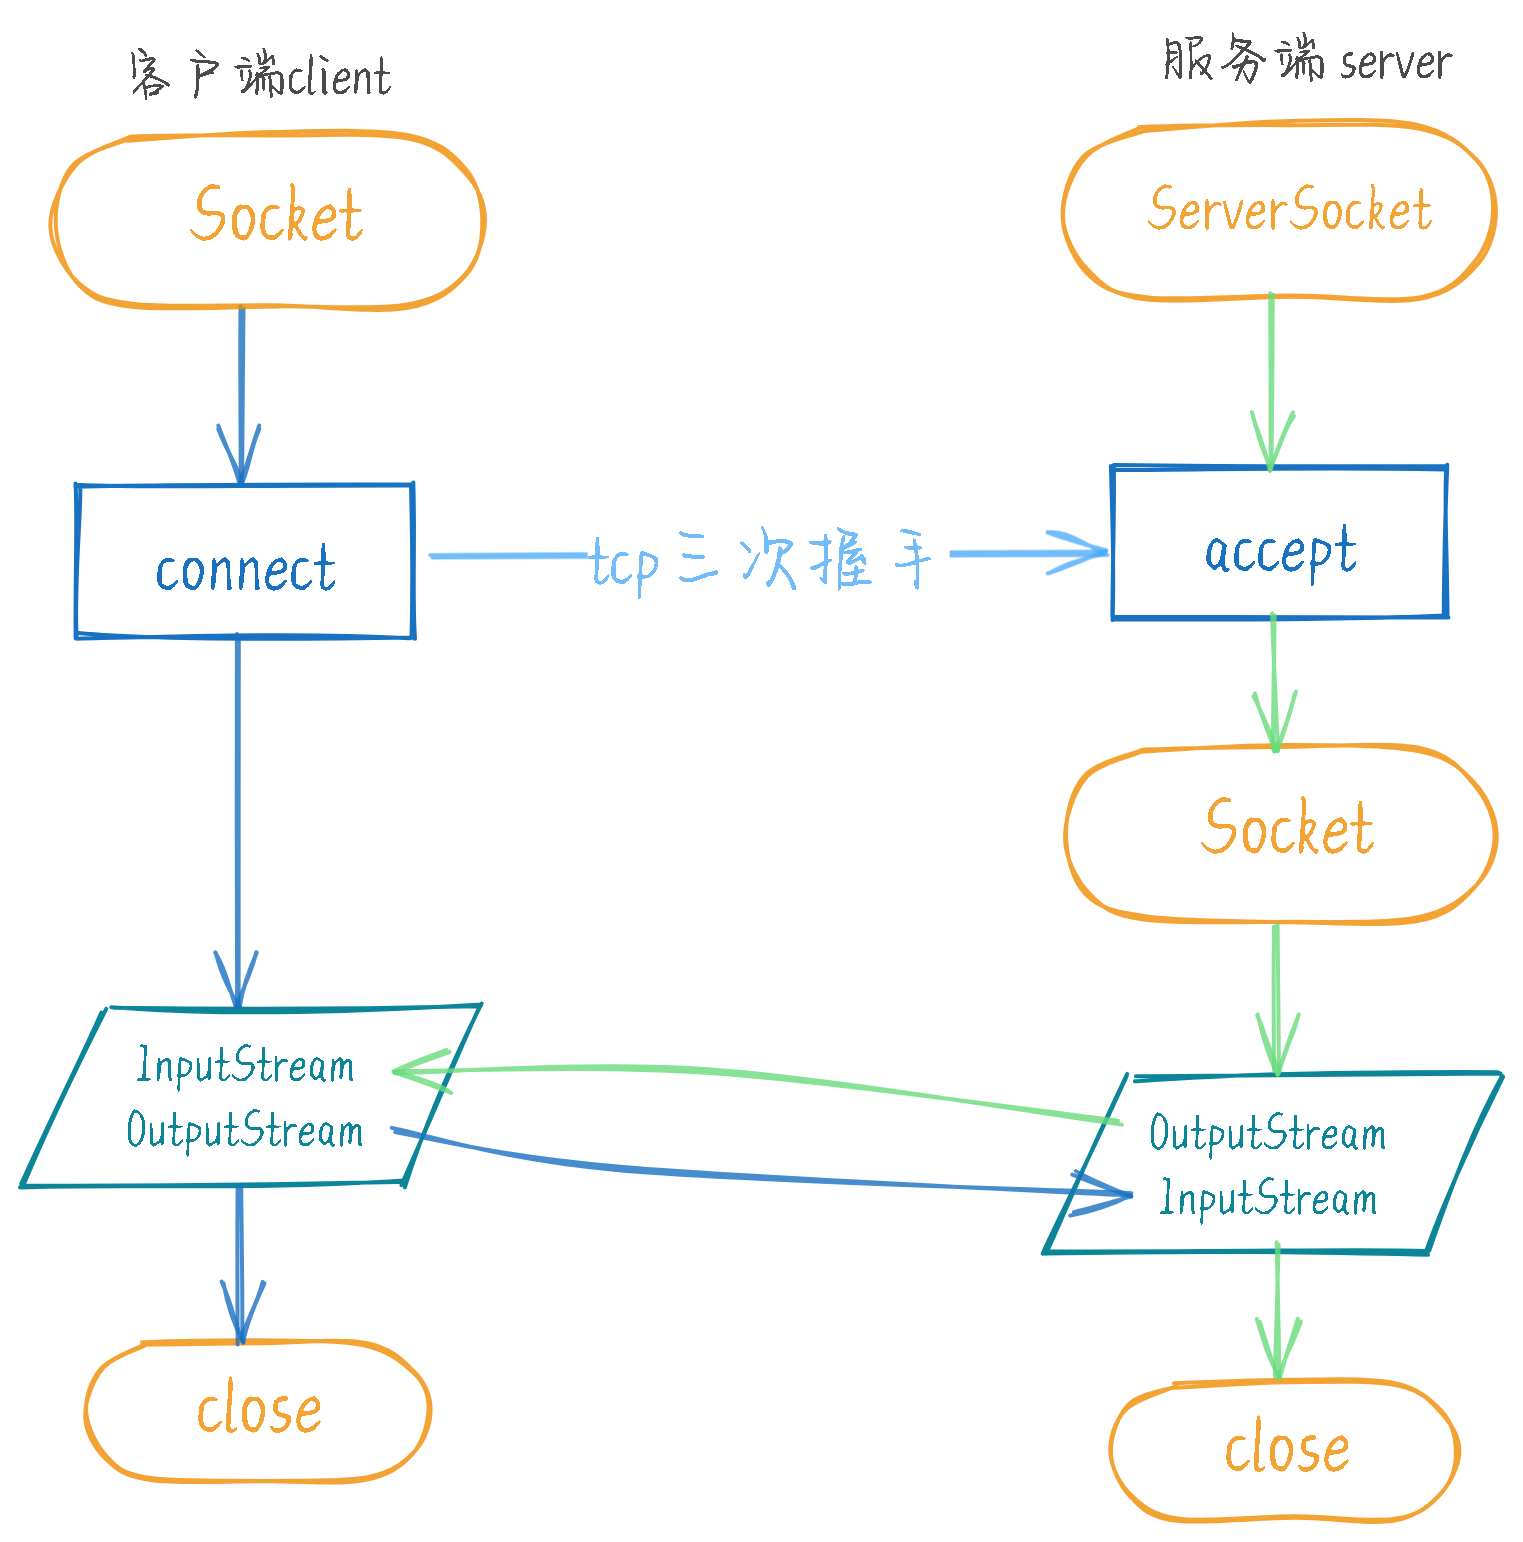 客户端client
服务端 server
Socket
ServerSocket
connect
tcp三次握手
accept
Socket
InputStream
OutputStream
OutputStream
InputStream
close
close